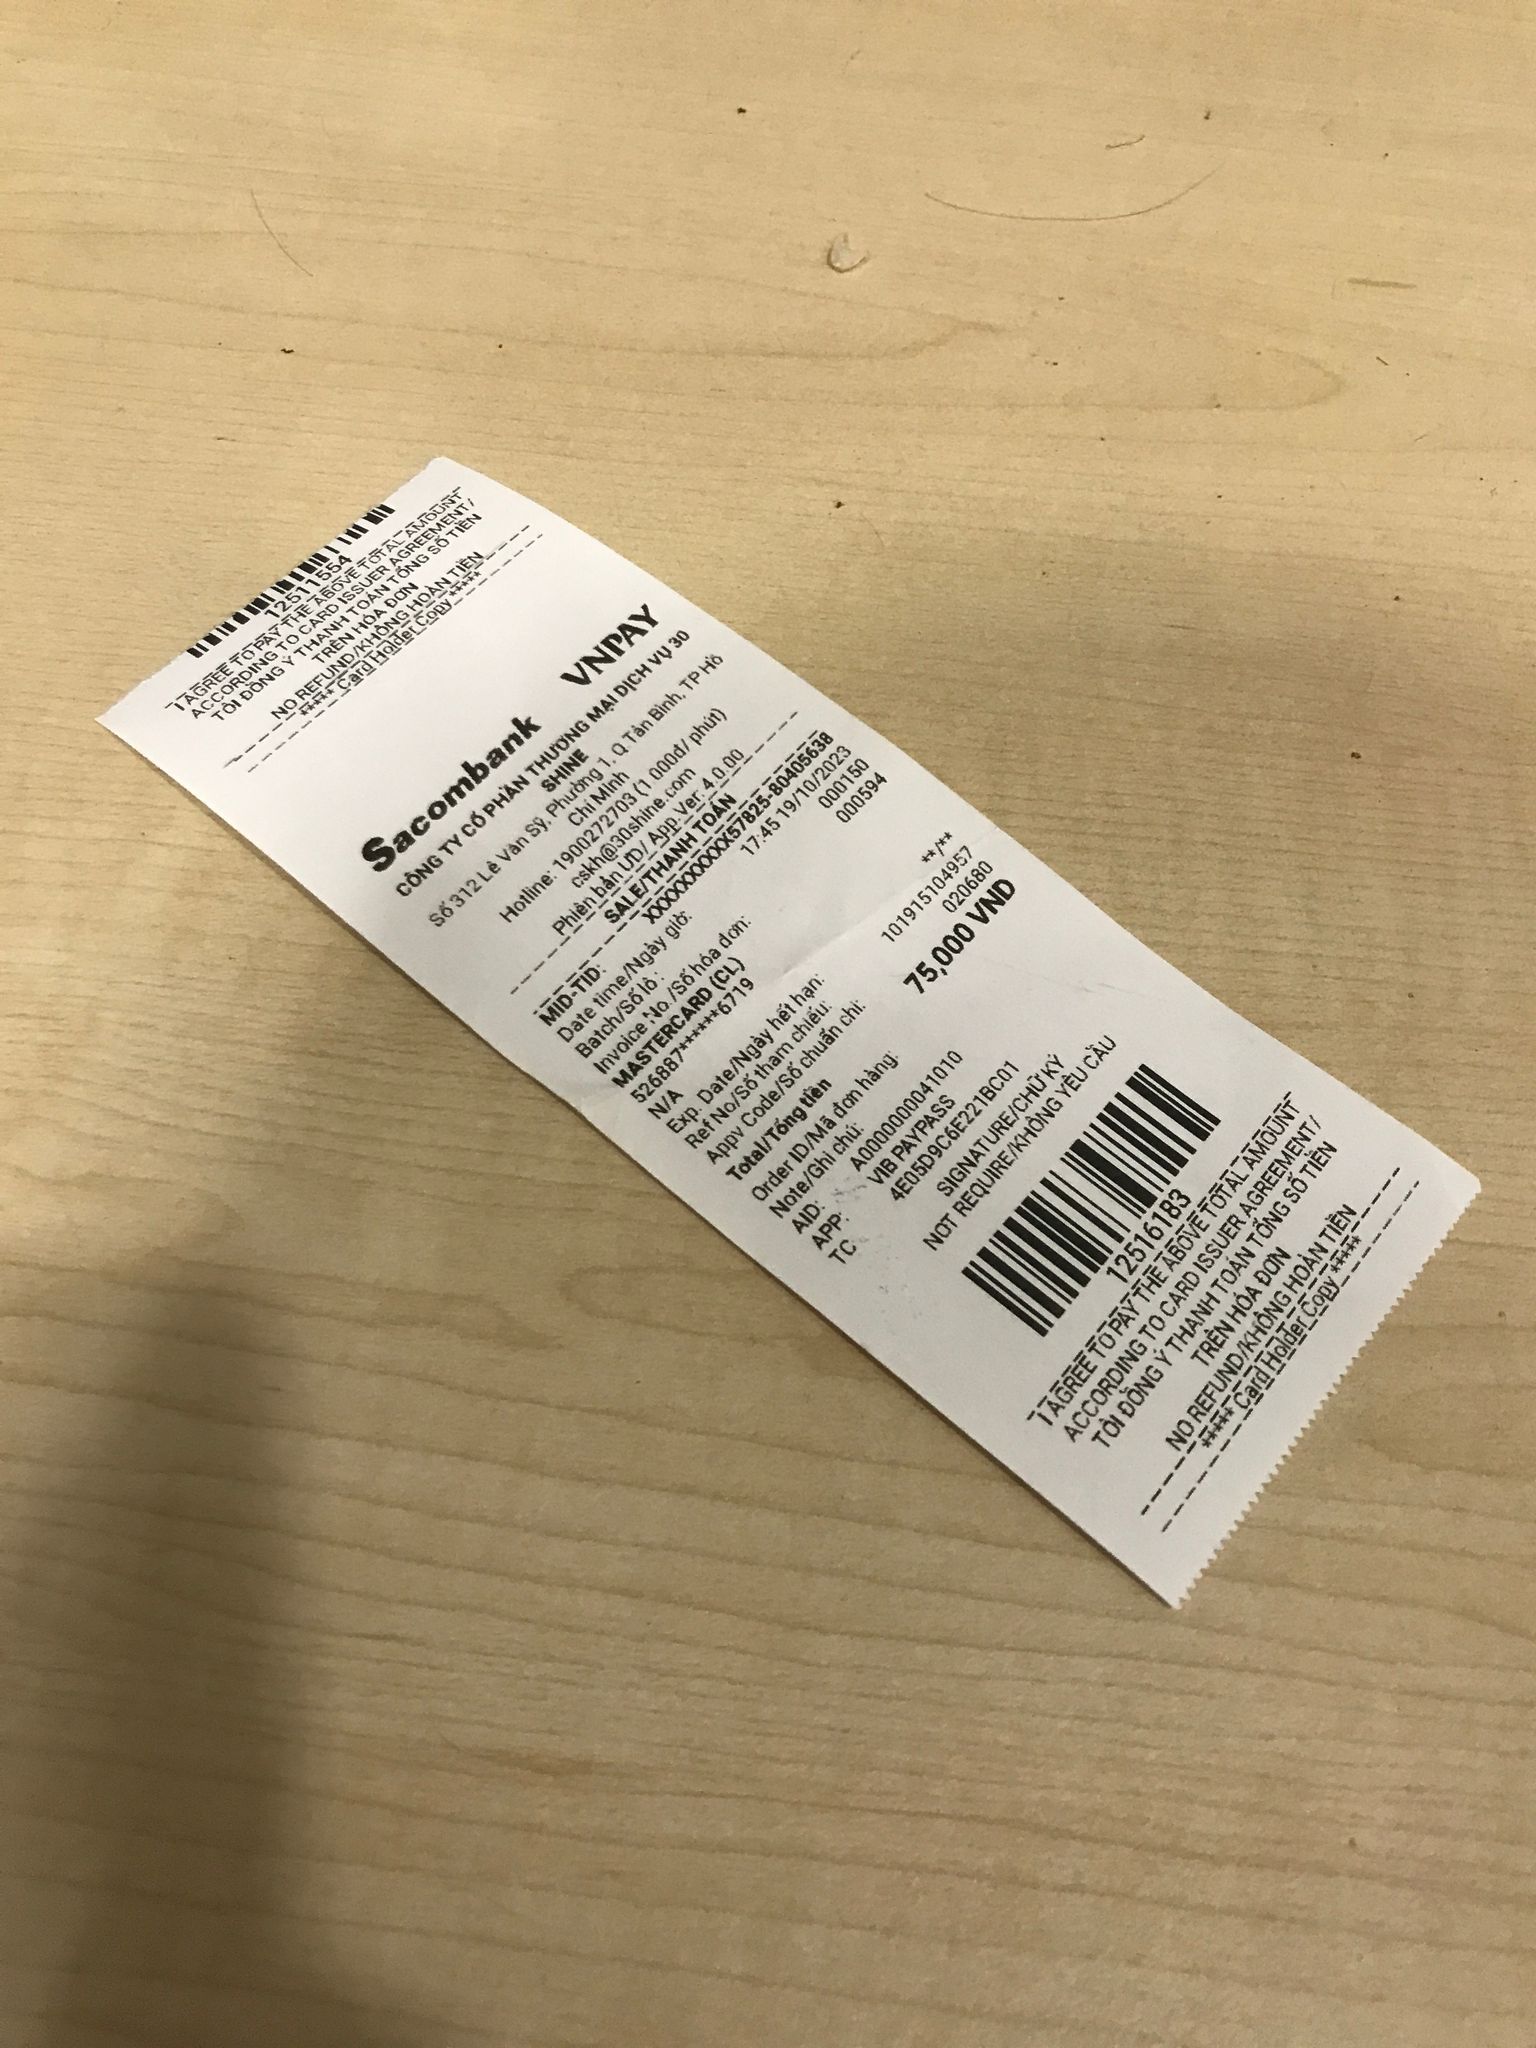 12511554
I AGREE TO PAY THE ABOVE TOTAL AMOUNT
ACCORDING TO CARD ISSUER AGREEMENT/
TÔI ĐỒNG Ý THANH TOÁN TỔNG SỐ TIỀN
TRÊN HÓA ĐƠN
NO REFUND/KHÔNG HOÀN TIỀN
***** Card Holder Copy *****
Sacombank VNPAY
CÔNG TY CỔ PHẦN THƯƠNG MẠI DỊCH VỤ 30
SHINE
Số 312 Lê Văn Sỹ, Phường 1, Q Tân Bình, TP Hồ
Chí Minh
Hotline: 1900272703 (1 000đ/ phút)
cskh@30shine.com
Phiên bản ƯD/ App. Ver: 4.0.00
SALE/THANH TOÁN
MID-TID: XXXXXXXXXX57825-80405638
Date time/Ngày giờ: 17:45 19/10/2023
Batch/Số lô: 000150
Invoice No./Số hóa đơn: 000594
MASTERCARD (CL)
526887******6719
N/A
Exp. Date/Ngày hết hạn: **/**
Ref No/Số tham chiếu: 101915104957
Appv Code/Số chuẩn chi: 020680
Total/Tổng tiền 75,000 VND
Order ID/Mã đơn hàng:
Note/Ghi chú:
AID: A0000000041010
APP: VIB PAYPASS
TC 4E05D9C6E221BC01
SIGNATURE/CHỮ KÝ
NOT REQUIRE/KHÔNG YÊU CẦU
12516183
I AGREE TO PAY THE ABOVE TOTAL AMOUNT
ACCORDING TO CARD ISSUER AGREEMENT/
TÔI ĐỒNG Ý THANH TOÁN TỔNG SỐ TIỀN
TRÊN HÓA ĐƠN
NO REFUND/KHÔNG HOÀN TIỀN
***** Card Holder Copy *****